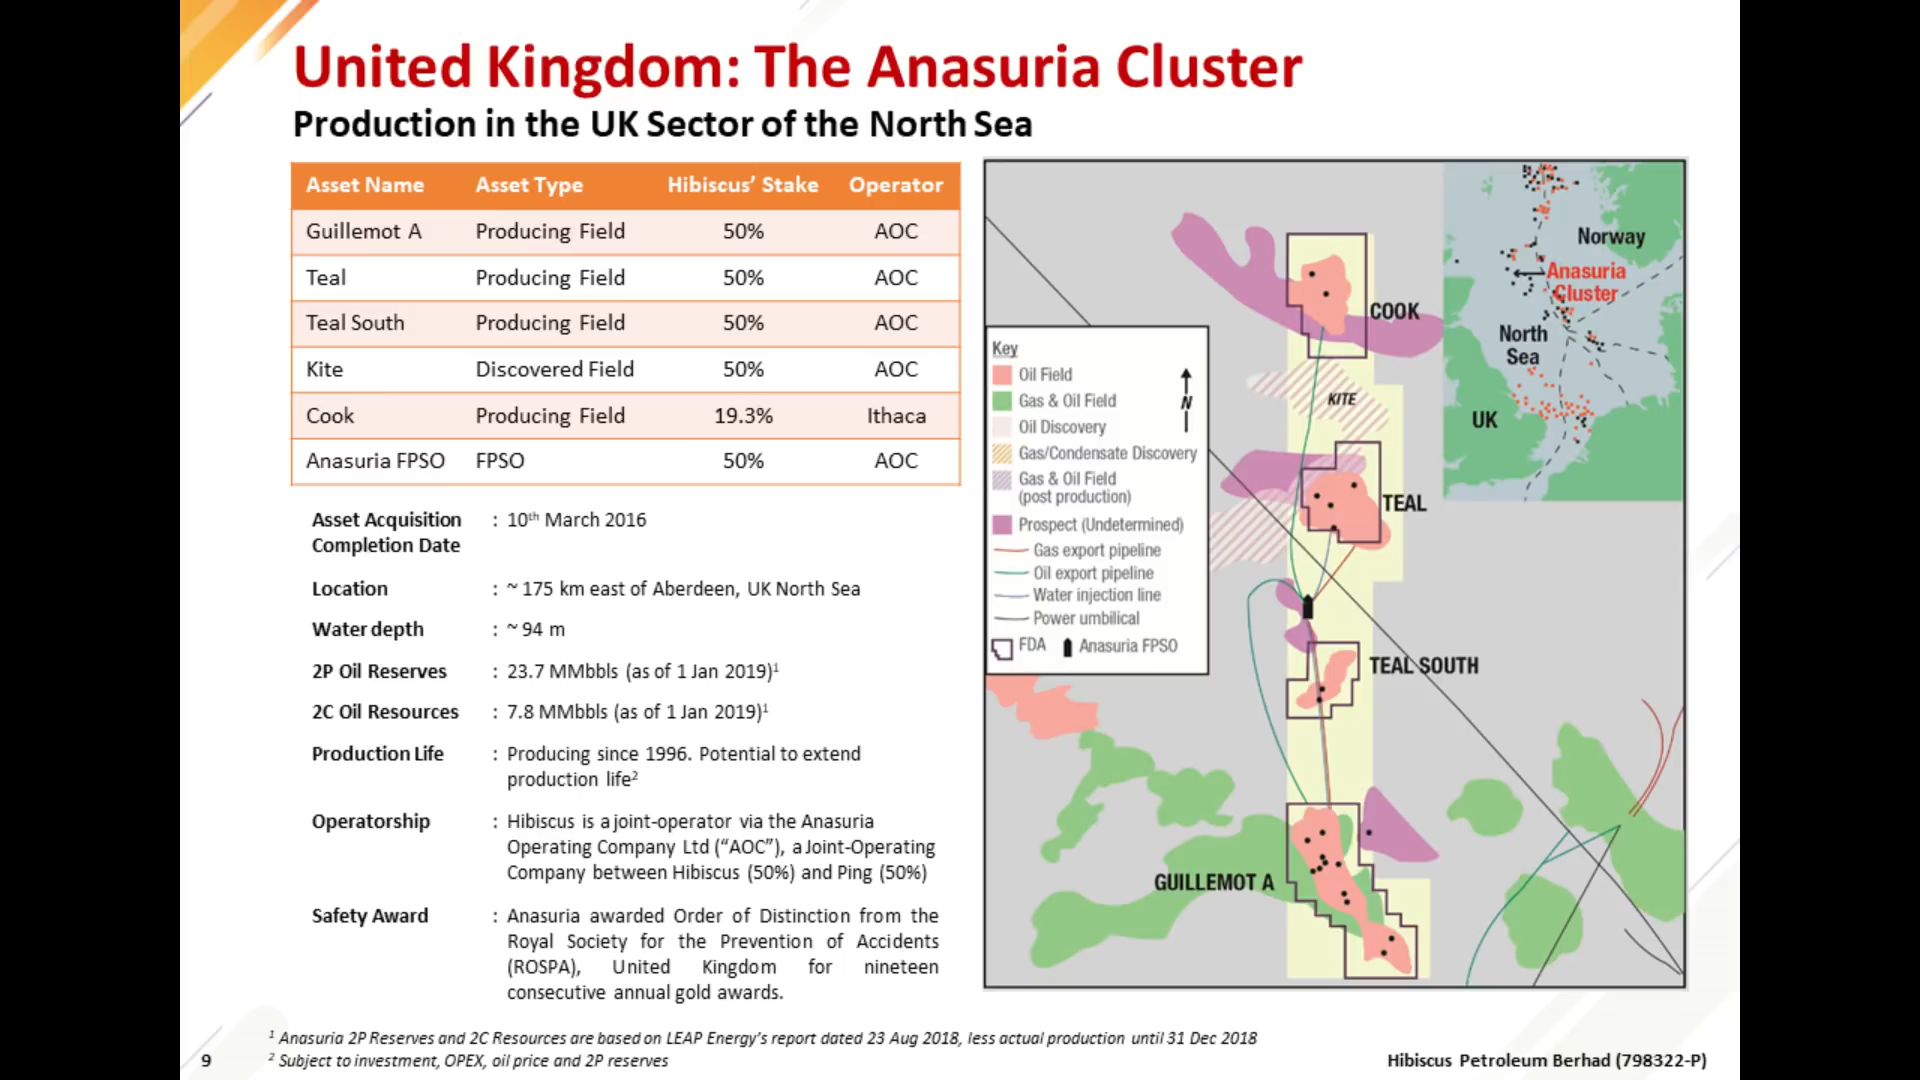 United Kingdom: The Anasuria Cluster
Production in the UK Sector of the North Sea
Asset Name Asset Type Hibiscus’ Stake Operator
Guillemot A Producing Field 50% AOC
Teal Producing Field 50% AOC
Teal South Producing Field 50% AOC
Kite Discovered Field 50% AOC
Cook Producing Field 19.3% Ithaca
Anasuria FPSO FPSO 50% AOC
Asset Acquisition : 10th March 2016
Completion Date
Location : ~ 175 km east of Aberdeen, UK North Sea
Water depth : ~ 94 m
2P Oil Reserves : 23.7 MMbbls (as of 1 Jan 2019)1
2C Oil Resources : 7.8 MMbbls (as of 1 Jan 2019)1
Production Life : Producing since 1996. Potential to extend
production life2
Operatorship : Hibiscus is a joint-operator via the Anasuria
Operating Company Ltd (“AOC”), a Joint-Operating
Company between Hibiscus (50%) and Ping (50%)
Safety Award : Anasuria awarded Order of Distinction from the
Royal Society for the Prevention of Accidents
(ROSPA), United Kingdom for nineteen
consecutive annual gold awards.
Norway
Anasuria
Cluster
North
Sea
UK
COOK
KITE
TEAL
TEAL SOUTH
GUILLEMOT A
Key
Oil Field
Gas & Oil Field
N
Oil Discovery
Gas/Condensate Discovery
Gas & Oil Field
(post production)
Prospect (Undetermined)
Gas export pipeline
Oil export pipeline
Water injection line
Power umbilical
FDA Anasuria FPSO
1 Anasuria 2P Reserves and 2C Resources are based on LEAP Energy’s report dated 23 Aug 2018, less actual production until 31 Dec 2018
2 Subject to investment, OPEX, oil price and 2P reserves
9
Hibiscus Petroleum Berhad (798322-P)